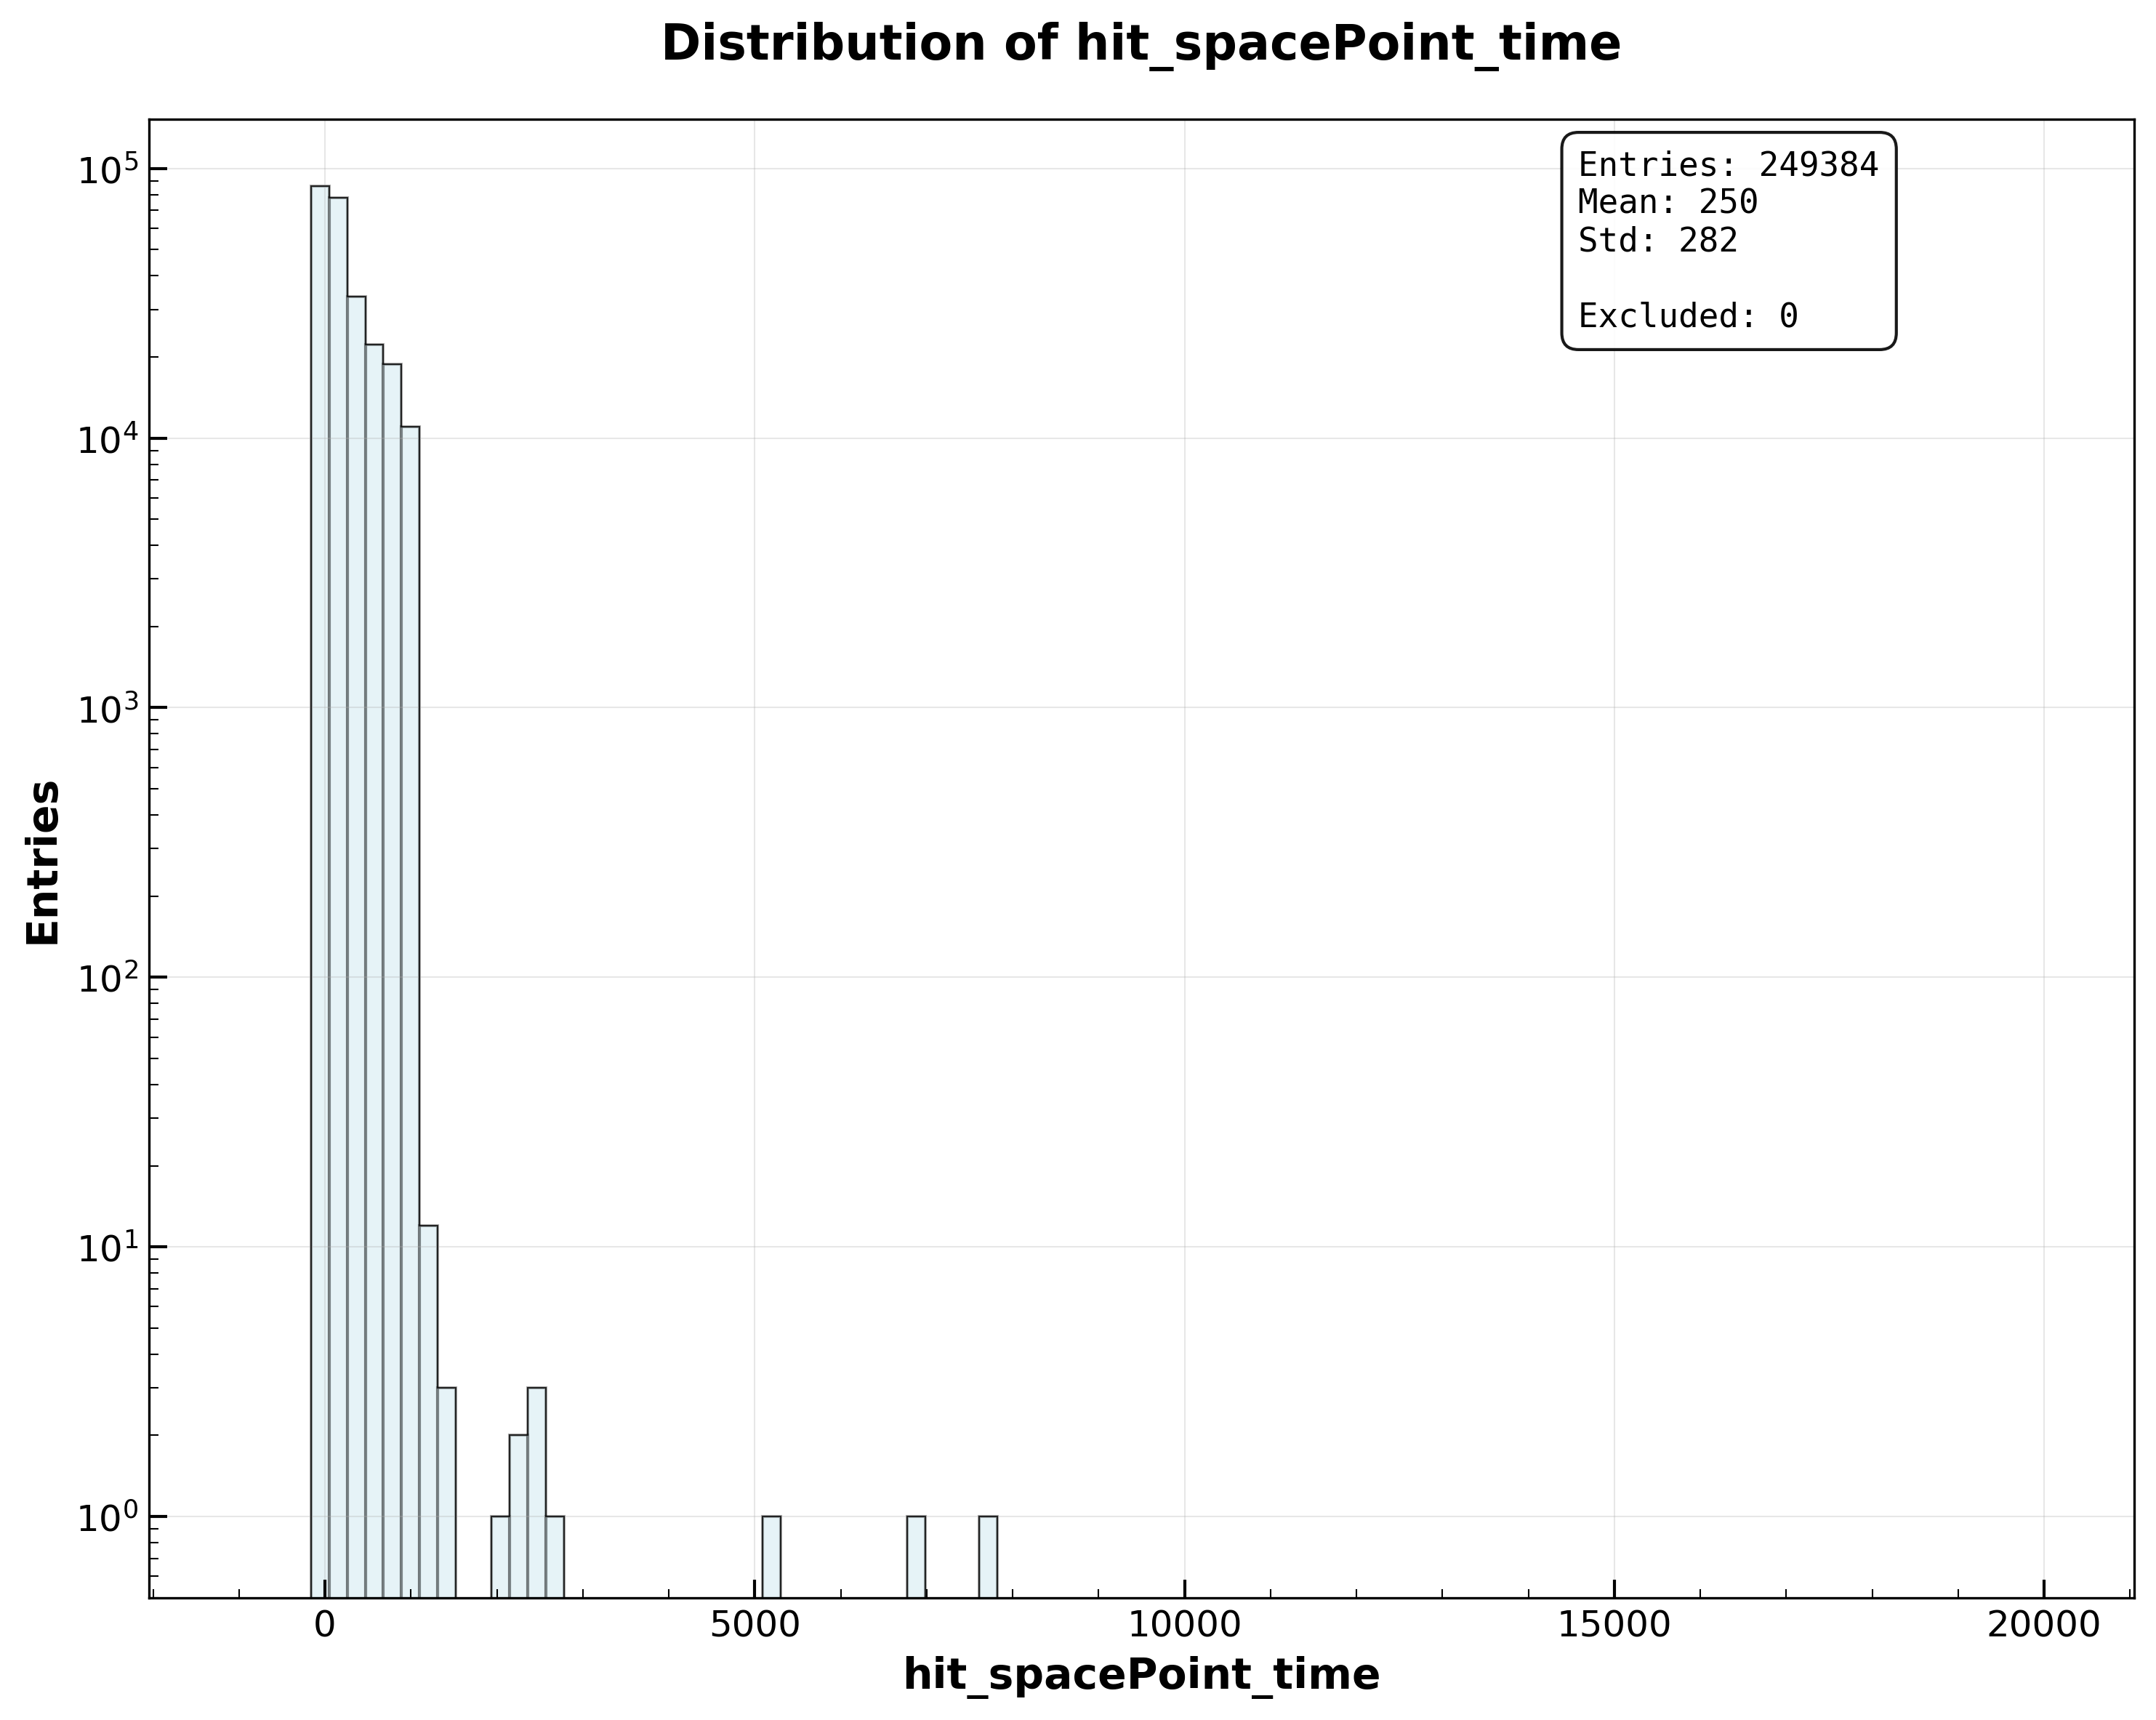 Distribution of hit_spacePoint_time
Entries: 249384
Mean: 250
Std: 282
Excluded: 0
Entries
10^5
10^4
10^3
10^2
10^1
10^0
0 5000 10000 15000 20000
hit_spacePoint_time